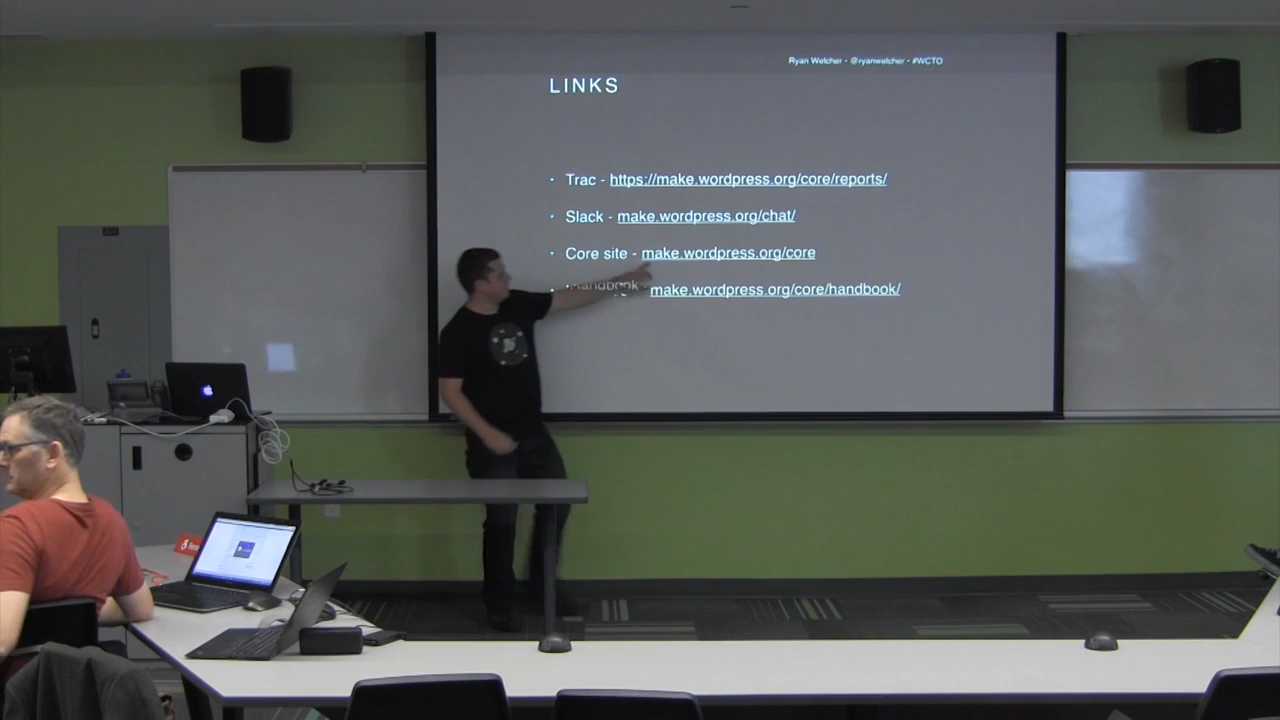 Ryan Welcher - @ryanwelcher - #WCTO
LINKS
• Trac - https://make.wordpress.org/core/reports/
• Slack - make.wordpress.org/chat/
• Core site - make.wordpress.org/core
• Handbook - make.wordpress.org/core/handbook/